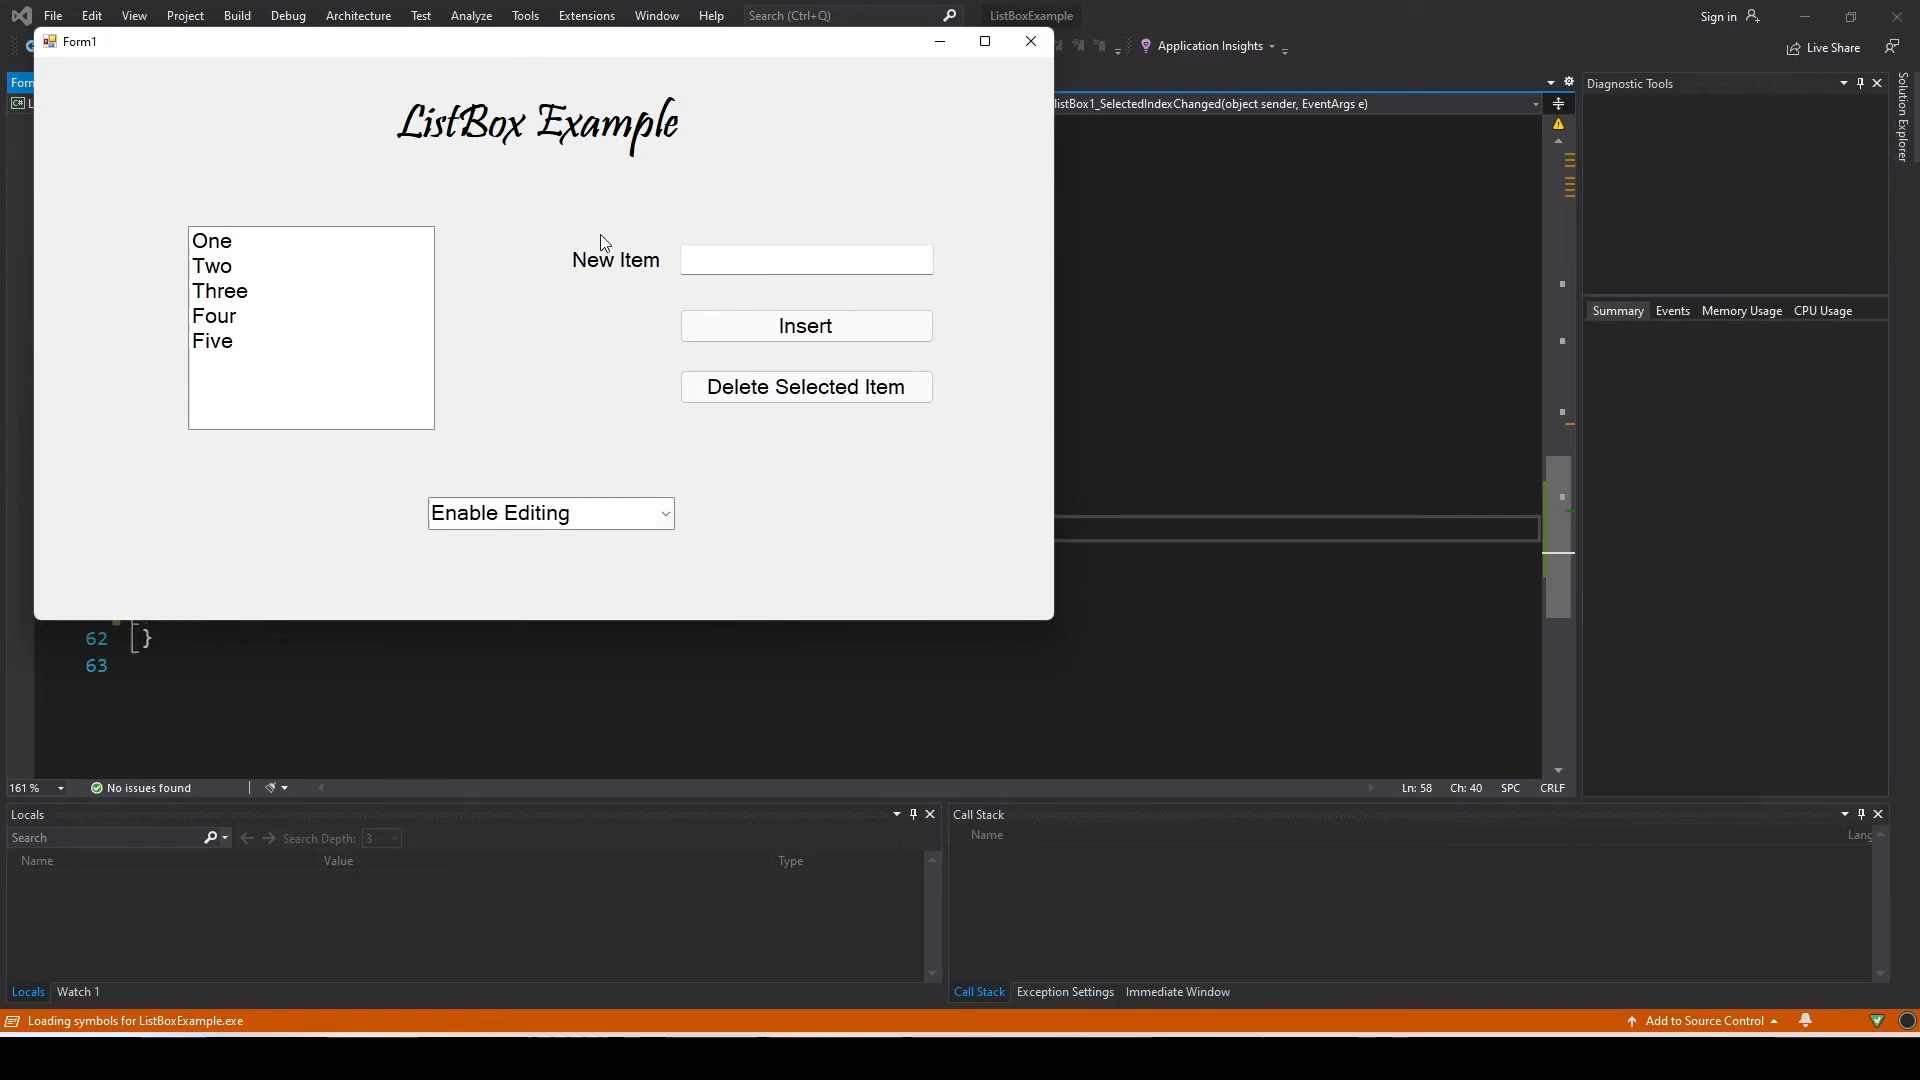 File Edit View Project Build Debug Architecture Test Analyze Tools Extensions Window Help Search (Ctrl+Q) ListBoxExample Sign in
Form1
Application Insights
Live Share
Form
L
listBox1_SelectedIndexChanged(object sender, EventArgs e)
Diagnostic Tools
Solution Explorer
ListBox Example
One
Two
Three
Four
Five
New Item
Insert
Delete Selected Item
Enable Editing
Summary Events Memory Usage CPU Usage
62 }
63
161 % No issues found Ln: 58 Ch: 40 SPC CRLF
Locals
Search Search Depth: 3
Name Value Type
Call Stack
Name Lang
Locals Watch 1
Call Stack Exception Settings Immediate Window
Loading symbols for ListBoxExample.exe
Add to Source Control